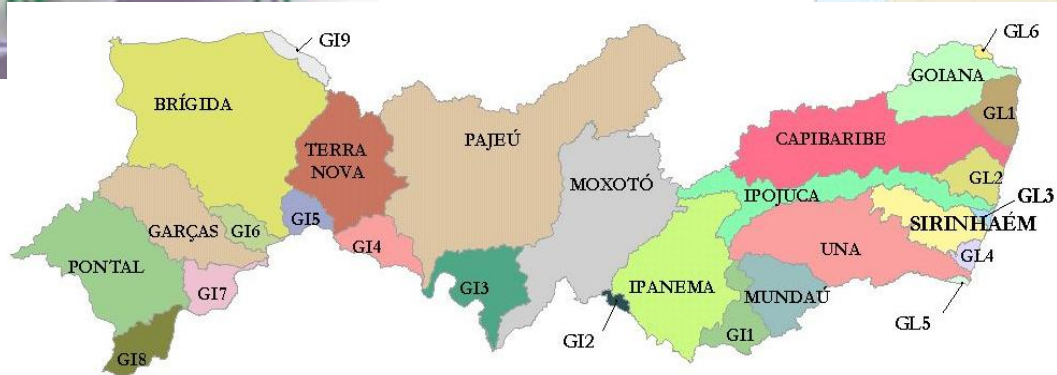 GI9
GL6
GOIANA
BRÍGIDA
GL1
PAJEÚ
CAPIBARIBE
TERRA
NOVA
GL2
MOXOTÓ
IPOJUCA
GL3
GI5
SIRINHAÉM
GARÇAS
GI6
GI4
UNA
GL4
PONTAL
GI7
GI3
IPANEMA
MUNDAÚ
GL5
GI2
GI1
GI8